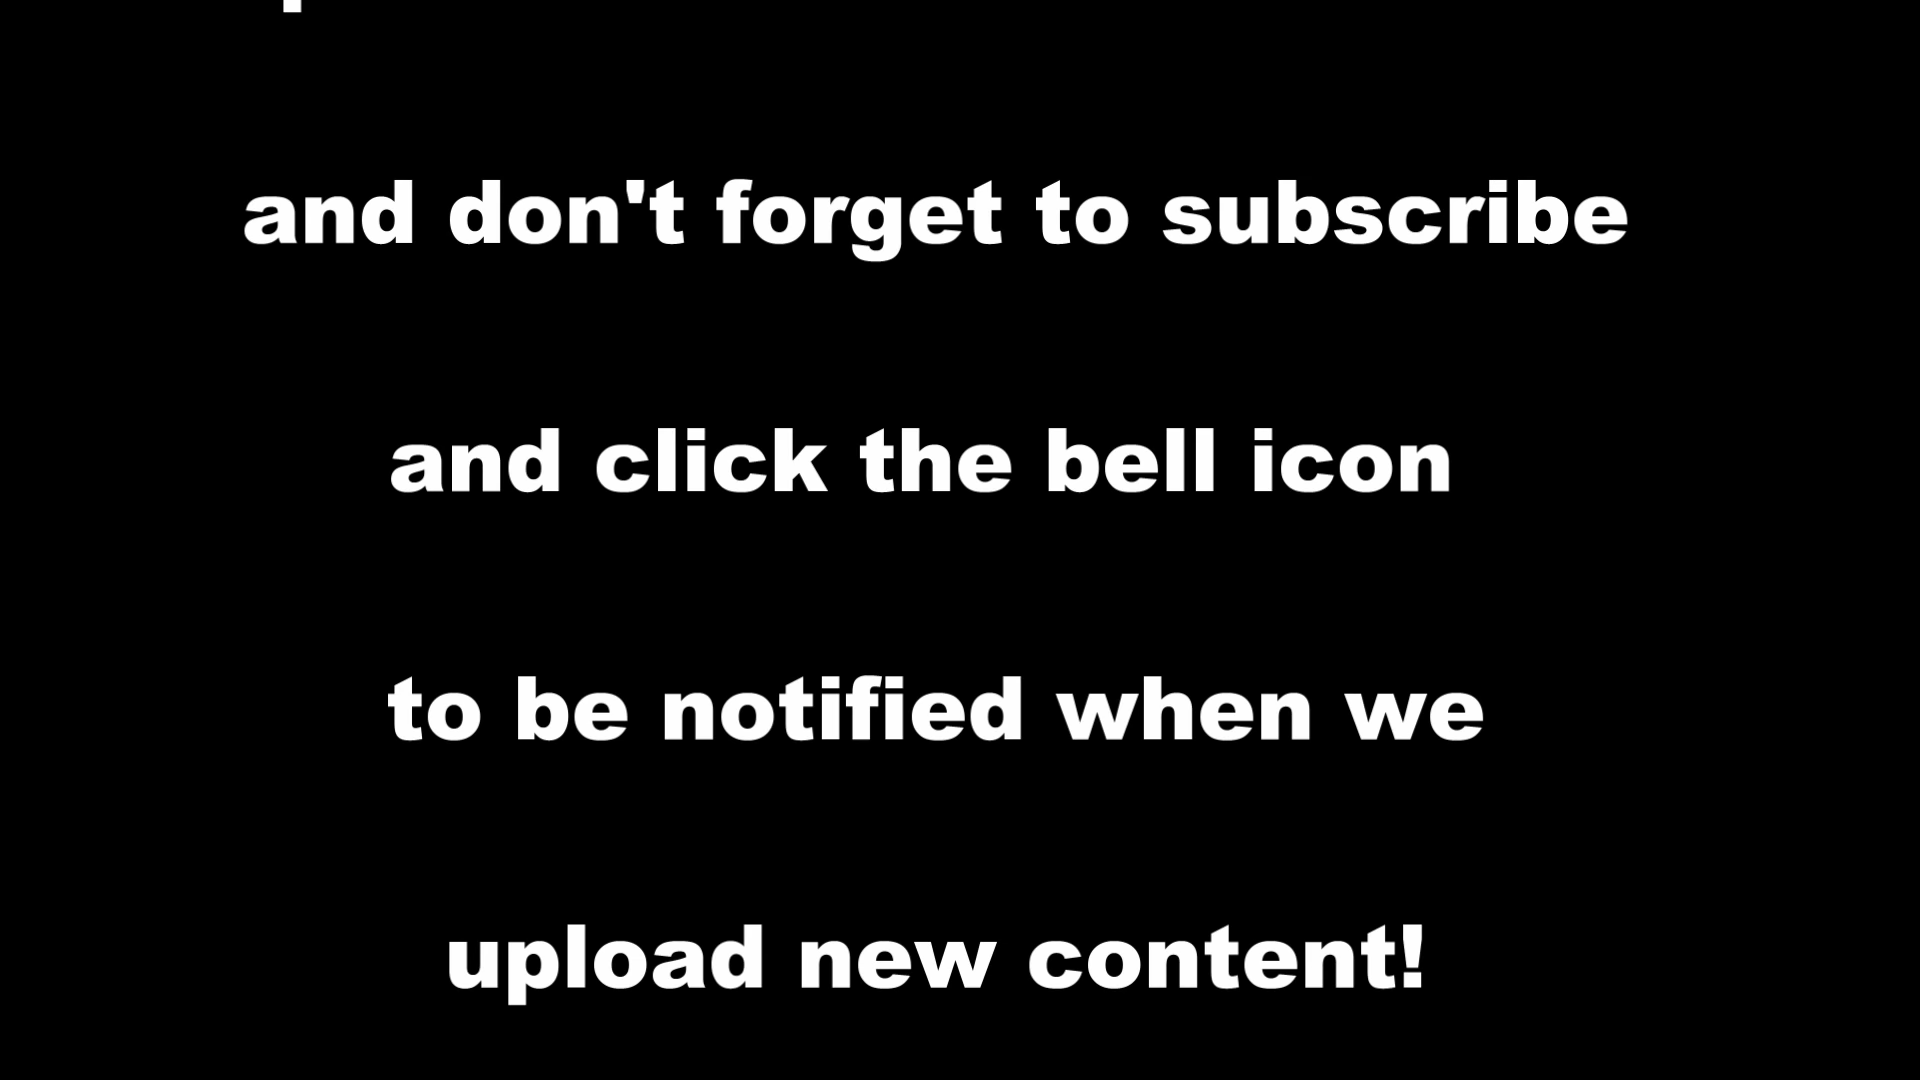 and don't forget to subscribe
and click the bell icon
to be notified when we
upload new content!